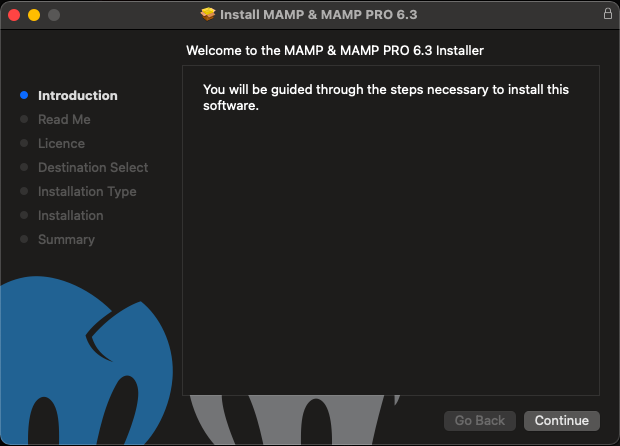 Install MAMP & MAMP PRO 6.3
Welcome to the MAMP & MAMP PRO 6.3 Installer
Introduction
Read Me
Licence
Destination Select
Installation Type
Installation
Summary
You will be guided through the steps necessary to install this
software.
Go Back
Continue